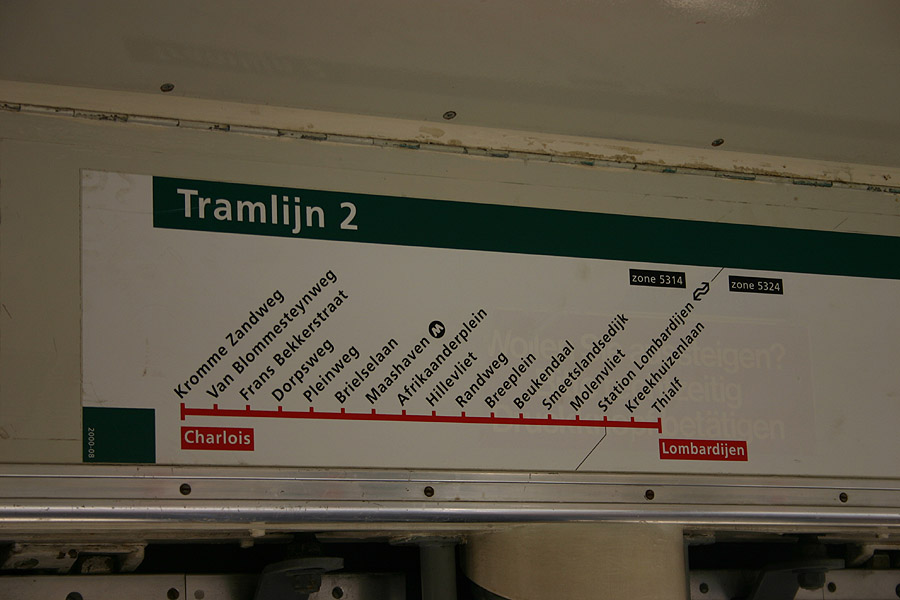 Tramlijn 2
zone 5314
zone 5324
Kromme Zandweg
Van Blommesteynweg
Frans Bekkerstraat
Dorpsweg
Pleinweg
Brielselaan
Maashaven M
Afrikaanderplein
Hillevliet
Randweg
Breeplein
Beukendaal
Smeetslandsedijk
Molenvliet
Station Lombardijen
Kreekhuizenlaan
Thialf
Charlois
Lombardijen
2000-08